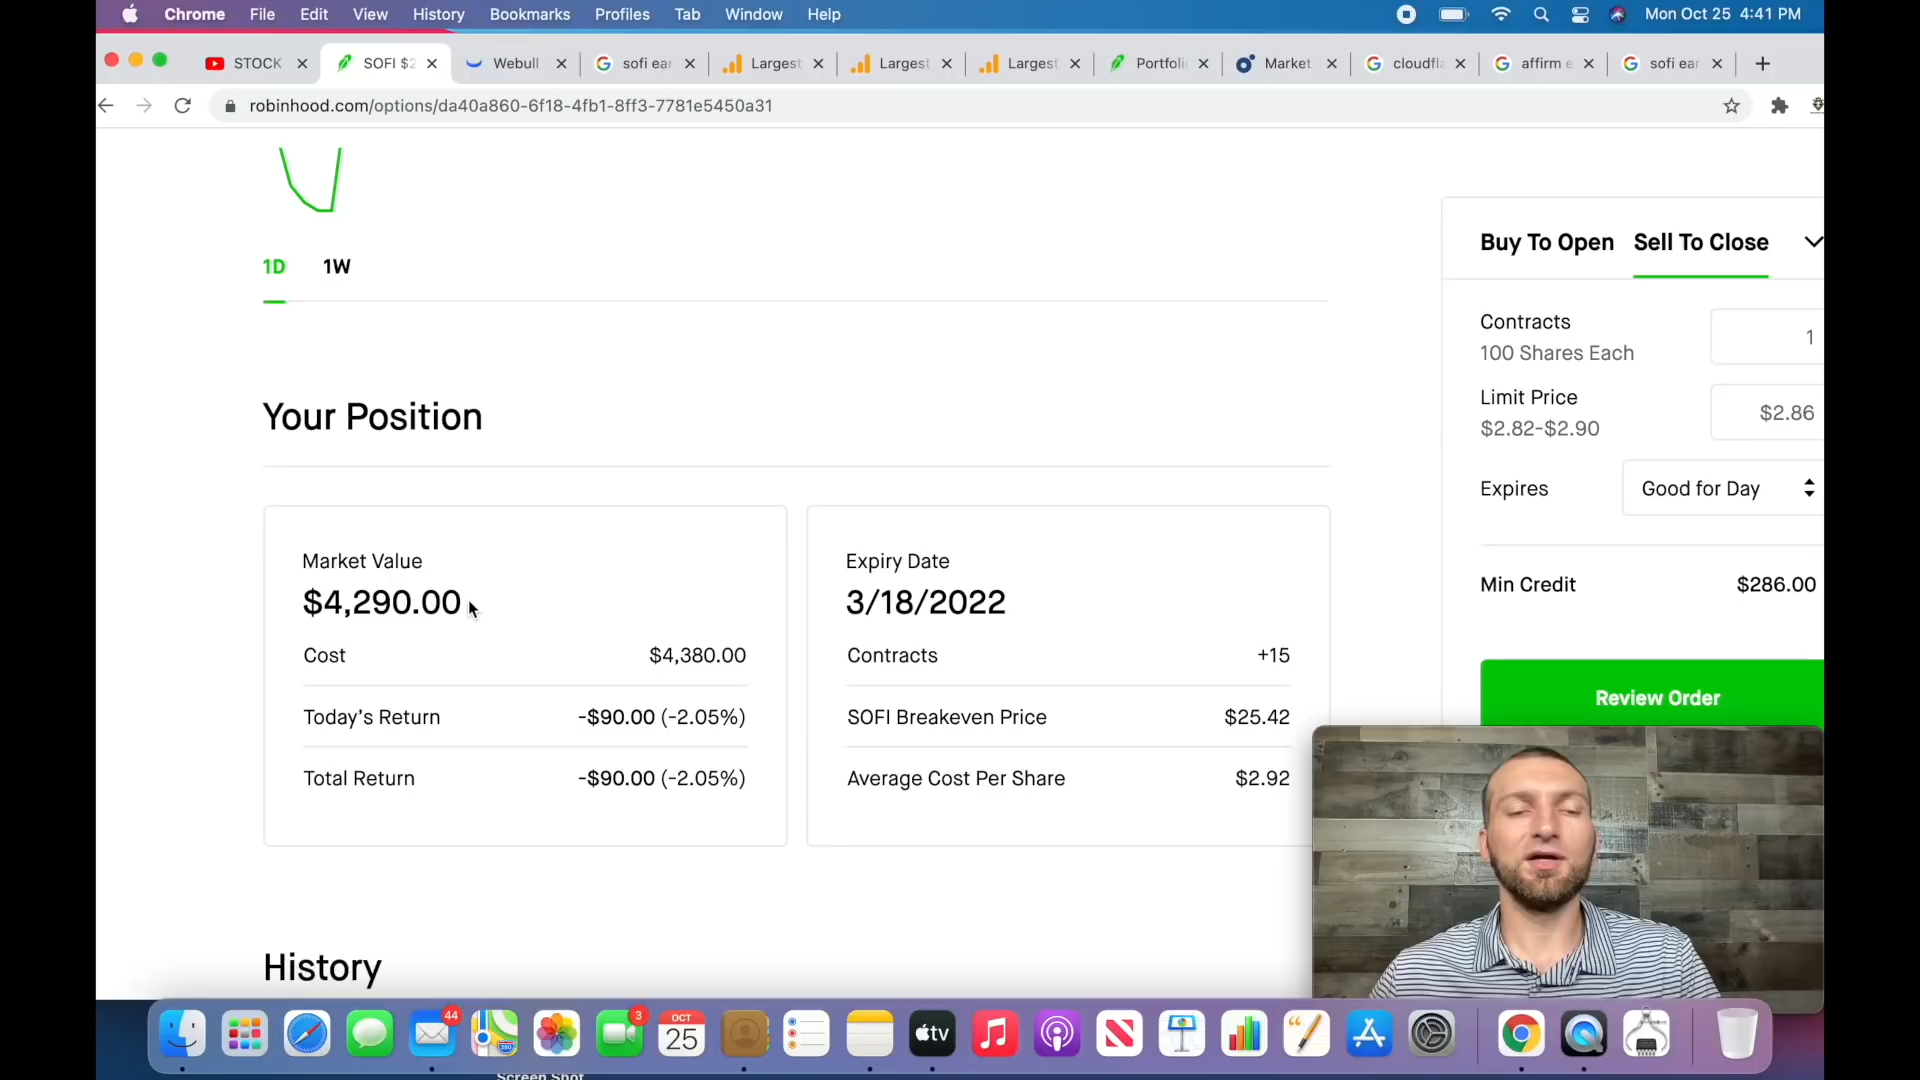 Chrome File Edit View History Bookmarks Profiles Tab Window Help Mon Oct 25 4:41 PM
STOCK SOFI $2 Webull sofi ear Largest Largest Largest Portfoli Market cloudfl affirm e sofi ear
robinhood.com/options/da40a860-6f18-4fb1-8ff3-7781e5450a31
1D 1W
Your Position
Market Value
$4,290.00
Cost $4,380.00
Today's Return -$90.00 (-2.05%)
Total Return -$90.00 (-2.05%)
Expiry Date
3/18/2022
Contracts +15
SOFI Breakeven Price $25.42
Average Cost Per Share $2.92
History
Buy To Open Sell To Close
Contracts 1
100 Shares Each
Limit Price $2.86
$2.82-$2.90
Expires Good for Day
Min Credit $286.00
Review Order
44 280 3 OCT 25 tv
Screen Shot